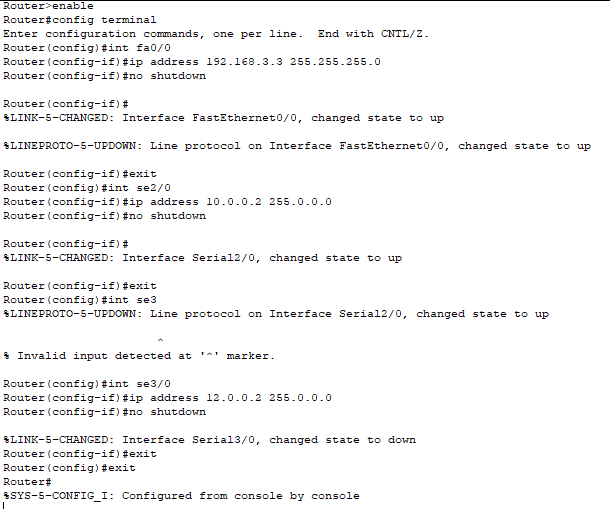 Router>enable
Router#config terminal
Enter configuration commands, one per line.  End with CNTL/Z.
Router(config)#int fa0/0
Router(config-if)#ip address 192.168.3.3 255.255.255.0
Router(config-if)#no shutdown
Router(config-if)#
%LINK-5-CHANGED: Interface FastEthernet0/0, changed state to up
%LINEPROTO-5-UPDOWN: Line protocol on Interface FastEthernet0/0, changed state to up
Router(config-if)#exit
Router(config)#int se2/0
Router(config-if)#ip address 10.0.0.2 255.0.0.0
Router(config-if)#no shutdown
Router(config-if)#
%LINK-5-CHANGED: Interface Serial2/0, changed state to up
Router(config-if)#exit
Router(config)#int se3
%LINEPROTO-5-UPDOWN: Line protocol on Interface Serial2/0, changed state to up
^
% Invalid input detected at '^' marker.
Router(config)#int se3/0
Router(config-if)#ip address 12.0.0.2 255.0.0.0
Router(config-if)#no shutdown
%LINK-5-CHANGED: Interface Serial3/0, changed state to down
Router(config-if)#exit
Router(config)#exit
Router#
%SYS-5-CONFIG_I: Configured from console by console